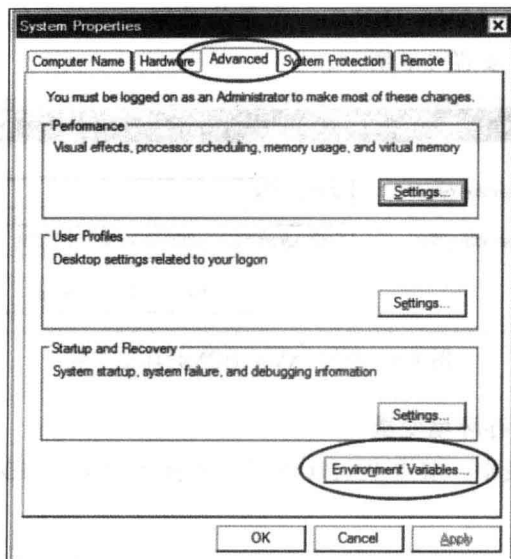 System Properties
Computer Name Hardware Advanced System Protection Remote
You must be logged on as an Administrator to make most of these changes.
Performance
Visual effects, processor scheduling, memory usage, and virtual memory
Settings...
User Profiles
Desktop settings related to your logon
Settings...
Startup and Recovery
System startup, system failure, and debugging information
Settings...
Environment Variables...
OK Cancel Apply